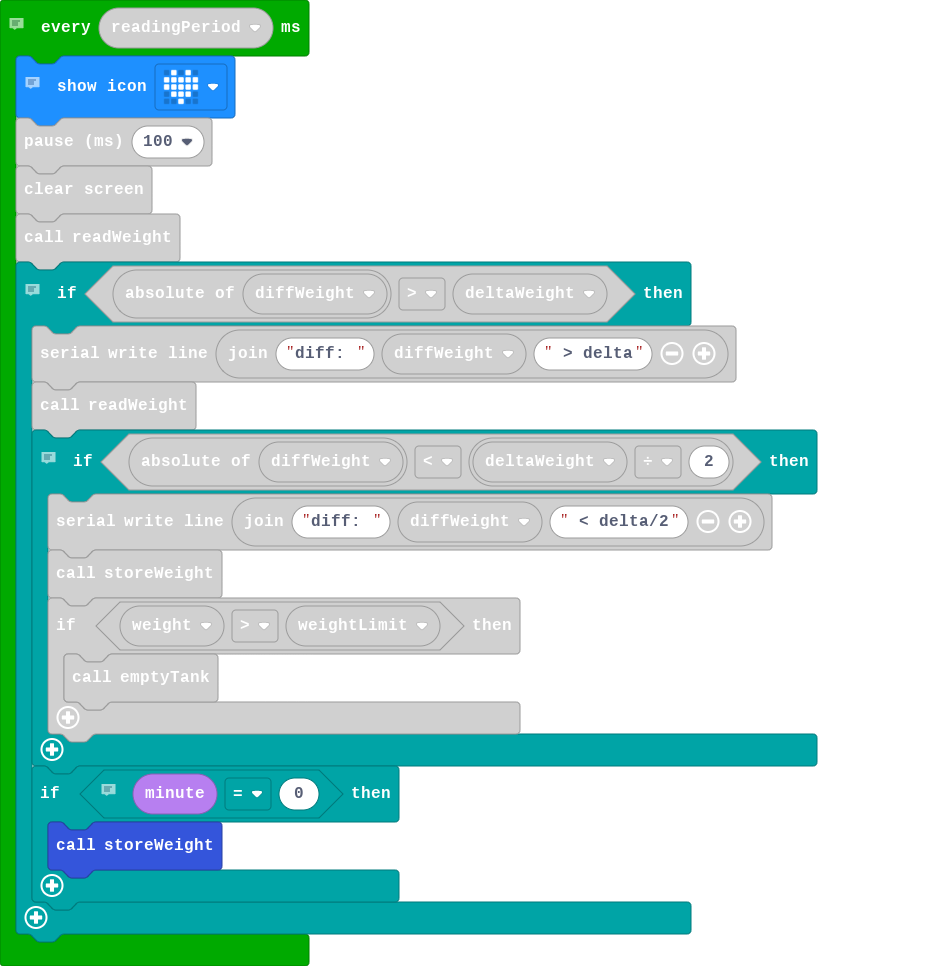 every readingPeriod ms
show icon
pause (ms) 100
clear screen
call readWeight
if absolute of diffWeight > deltaWeight then
serial write line join "diff: " diffWeight " > delta"
call readWeight
if absolute of diffWeight < deltaWeight ÷ 2 then
serial write line join "diff: " diffWeight " < delta/2"
call storeWeight
if weight > weightLimit then
call emptyTank
if minute = 0 then
call storeWeight